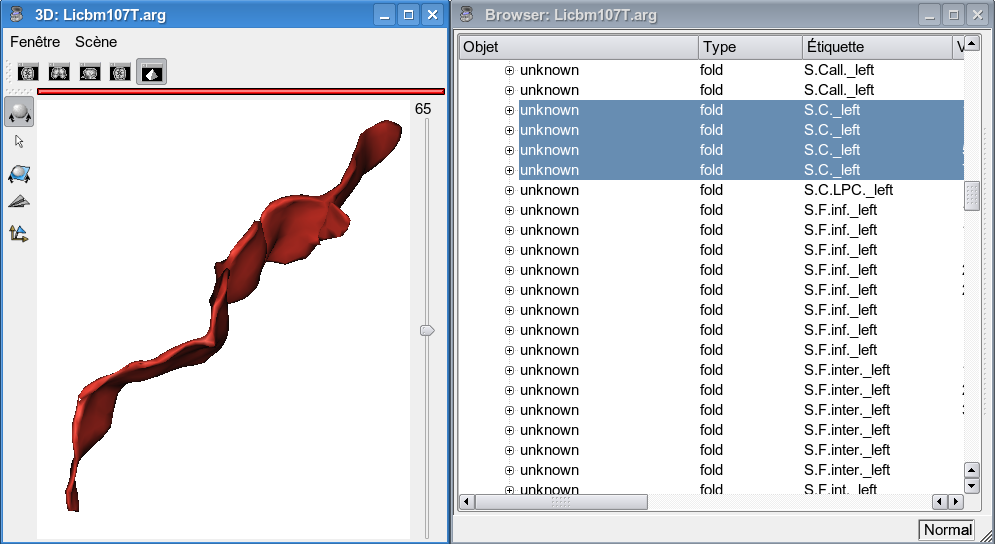 3D: Licbm107T.arg
Fenêtre Scène
65
Browser: Licbm107T.arg
Objet Type Étiquette V
unknown fold S.Call._left
unknown fold S.Call._left
unknown fold S.C._left
unknown fold S.C._left
unknown fold S.C._left
unknown fold S.C._left
unknown fold S.C.LPC._left
unknown fold S.F.inf._left
unknown fold S.F.inf._left
unknown fold S.F.inf._left
unknown fold S.F.inf._left
unknown fold S.F.inf._left
unknown fold S.F.inf._left
unknown fold S.F.inf._left
unknown fold S.F.inf._left
unknown fold S.F.inter._left
unknown fold S.F.inter._left
unknown fold S.F.inter._left
unknown fold S.F.inter._left
unknown fold S.F.inter._left
unknown fold S.F.inter._left
unknown fold S.F.int._left
Normal